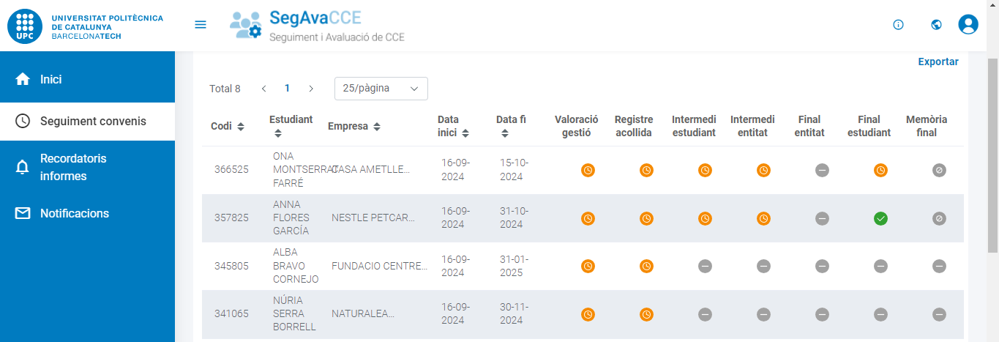 UNIVERSITAT POLITÈCNICA
DE CATALUNYA
BARCELONATECH
UPC
SegAvaCCE
Seguiment i Avaluació de CCE
Inici
Seguiment convenis
Recordatoris
informes
Notificacions
Exportar
Total 8 1 25/pàgina
Codi Estudiant Empresa Data inici Data fi Valoració gestió Registre acollida Intermedi estudiant Intermedi entitat Final entitat Final estudiant Memòria final
366525 ONA MONTSERRAT FARRÉ CASA AMETLLE... 16-09-2024 15-10-2024
357825 ANNA FLORES GARCÍA NESTLE PETCAR... 16-09-2024 31-10-2024
345805 ALBA BRAVO CORNEJO FUNDACIO CENTRE... 16-09-2024 31-01-2025
341065 NÚRIA SERRA BORRELL NATURALEA... 16-09-2024 30-11-2024